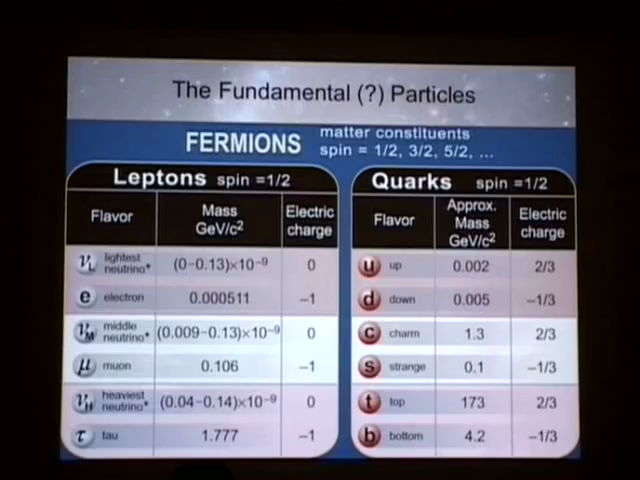 The Fundamental (?) Particles
FERMIONS
matter constituents
spin = 1/2, 3/2, 5/2, ...
Leptons spin =1/2
Flavor
Mass
GeV/c²
Electric
charge
νL lightest
neutrino* (0–0.13)×10⁻⁹ 0
e electron 0.000511 –1
νM middle
neutrino* (0.009–0.13)×10⁻⁹ 0
μ muon 0.106 –1
νH heaviest
neutrino* (0.04–0.14)×10⁻⁹ 0
τ tau 1.777 –1
Quarks spin =1/2
Flavor
Approx.
Mass
GeV/c²
Electric
charge
u up 0.002 2/3
d down 0.005 –1/3
c charm 1.3 2/3
s strange 0.1 –1/3
t top 173 2/3
b bottom 4.2 –1/3